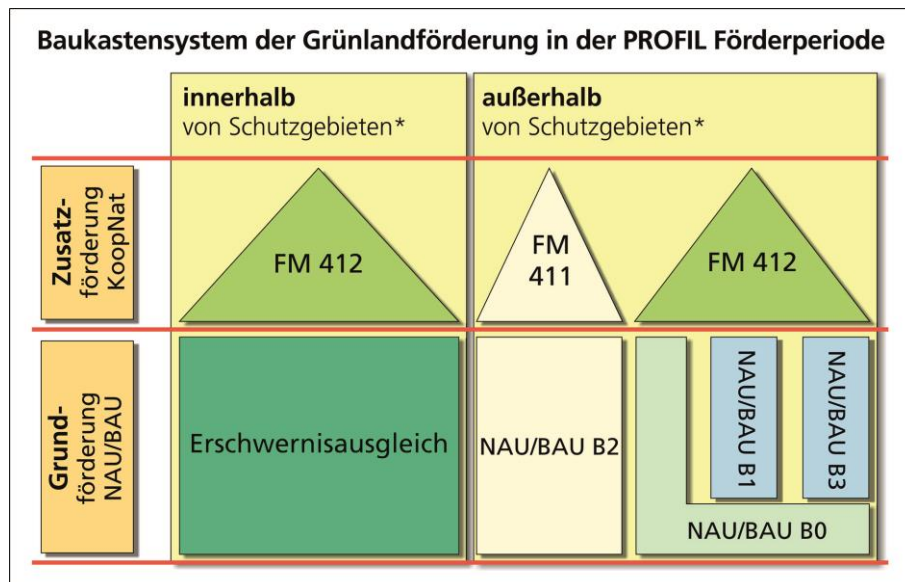 Baukastensystem der Grünlandförderung in der PROFIL Förderperiode
innerhalb
von Schutzgebieten*
außerhalb
von Schutzgebieten*
Zusatz-
förderung
KoopNat
FM 412
FM
411
FM 412
Grund-
förderung
NAU/BAU
Erschwernisausgleich
NAU/BAU B2
NAU/BAU B1
NAU/BAU B3
NAU/BAU B0